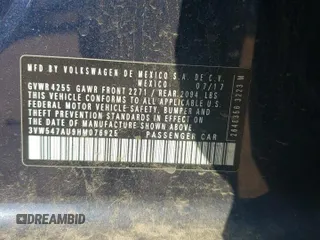 MFD. BY VOLKSWAGEN DE MEXICO S.A. DE C.V.
MEXICO 07/17
GVWR 4255 GAWR FRONT 2271 / REAR 2094 LBS
THIS VEHICLE CONFORMS TO ALL APPLICABLE
FEDERAL MOTOR VEHICLE SAFETY, BUMPER AND
THEFT PREVENTION STANDARDS IN EFFECT ON THE
DATE OF MANUFACTURE SHOWN ABOVE.
3VW547AU9HM076925 PASSENGER CAR
DREAMBID